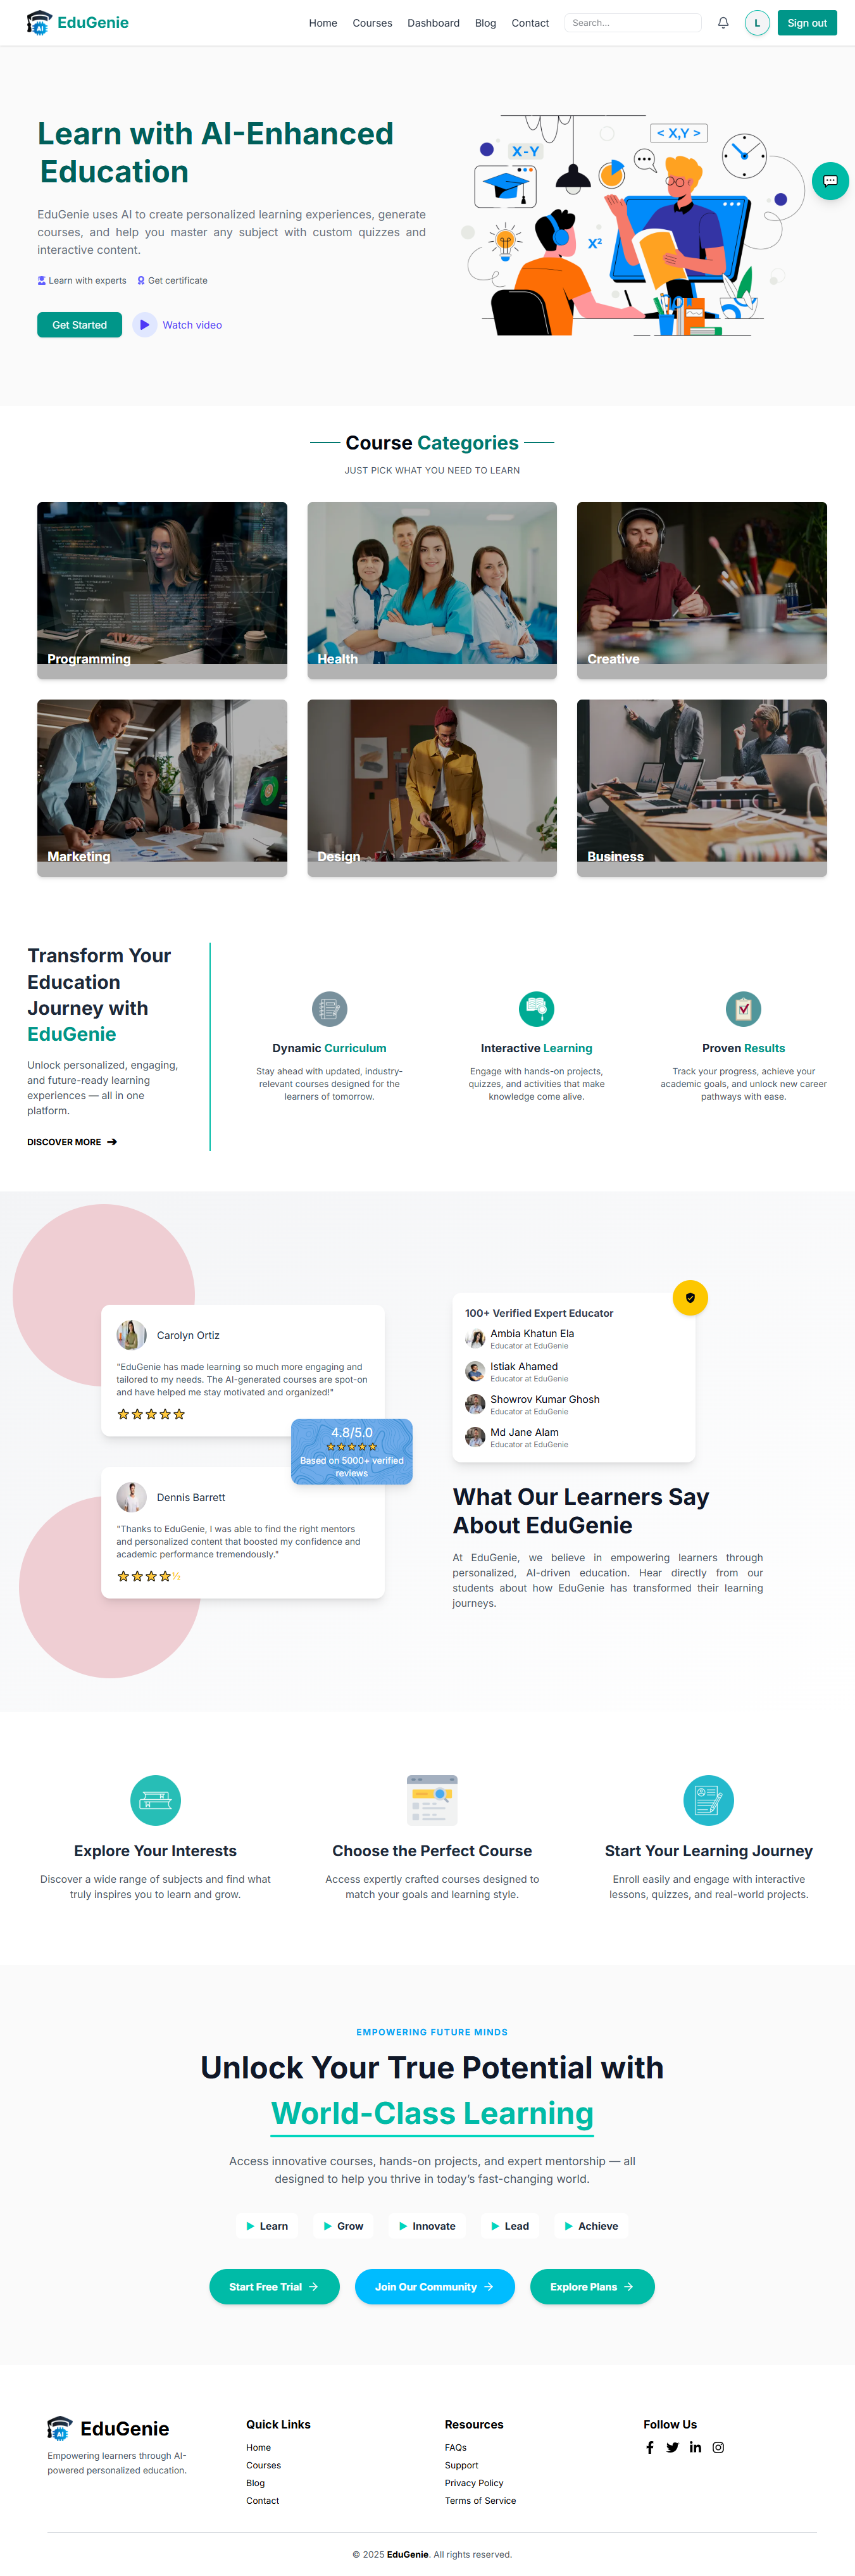 EduGenie
Home Courses Dashboard Blog Contact Search... L Sign out
Learn with AI-Enhanced
Education
EduGenie uses AI to create personalized learning experiences, generate
courses, and help you master any subject with custom quizzes and
interactive content.
Learn with experts Get certificate
Get Started Watch video
X-Y
< X,Y >
X²
AI
Course Categories
JUST PICK WHAT YOU NEED TO LEARN
Programming
Health
Creative
Marketing
Design
Business
Transform Your
Education
Journey with
EduGenie
Unlock personalized, engaging,
and future-ready learning
experiences — all in one
platform.
DISCOVER MORE
Dynamic Curriculum
Stay ahead with updated, industry-
relevant courses designed for the
learners of tomorrow.
Interactive Learning
Engage with hands-on projects,
quizzes, and activities that make
knowledge come alive.
Proven Results
Track your progress, achieve your
academic goals, and unlock new career
pathways with ease.
Carolyn Ortiz
"EduGenie has made learning so much more engaging and
tailored to my needs. The AI-generated courses are spot-on
and have helped me stay motivated and organized!"
4.8/5.0
Based on 5000+ verified
reviews
Dennis Barrett
"Thanks to EduGenie, I was able to find the right mentors
and personalized content that boosted my confidence and
academic performance tremendously."
½
100+ Verified Expert Educator
Ambia Khatun Ela
Educator at EduGenie
Istiak Ahamed
Educator at EduGenie
Showrov Kumar Ghosh
Educator at EduGenie
Md Jane Alam
Educator at EduGenie
What Our Learners Say
About EduGenie
At EduGenie, we believe in empowering learners through
personalized, AI-driven education. Hear directly from our
students about how EduGenie has transformed their learning
journeys.
Explore Your Interests
Discover a wide range of subjects and find what
truly inspires you to learn and grow.
Choose the Perfect Course
Access expertly crafted courses designed to
match your goals and learning style.
Start Your Learning Journey
Enroll easily and engage with interactive
lessons, quizzes, and real-world projects.
EMPOWERING FUTURE MINDS
Unlock Your True Potential with
World-Class Learning
Access innovative courses, hands-on projects, and expert mentorship — all
designed to help you thrive in today's fast-changing world.
Learn Grow Innovate Lead Achieve
Start Free Trial Join Our Community Explore Plans
AI
EduGenie
Empowering learners through AI-
powered personalized education.
Quick Links
Home
Courses
Blog
Contact
Resources
FAQs
Support
Privacy Policy
Terms of Service
Follow Us
© 2025 EduGenie. All rights reserved.